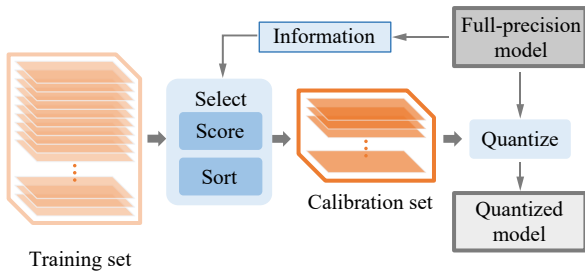 Information
Full-precision
model
Select
Score
Sort
Quantize
Calibration set
Quantized
model
Training set